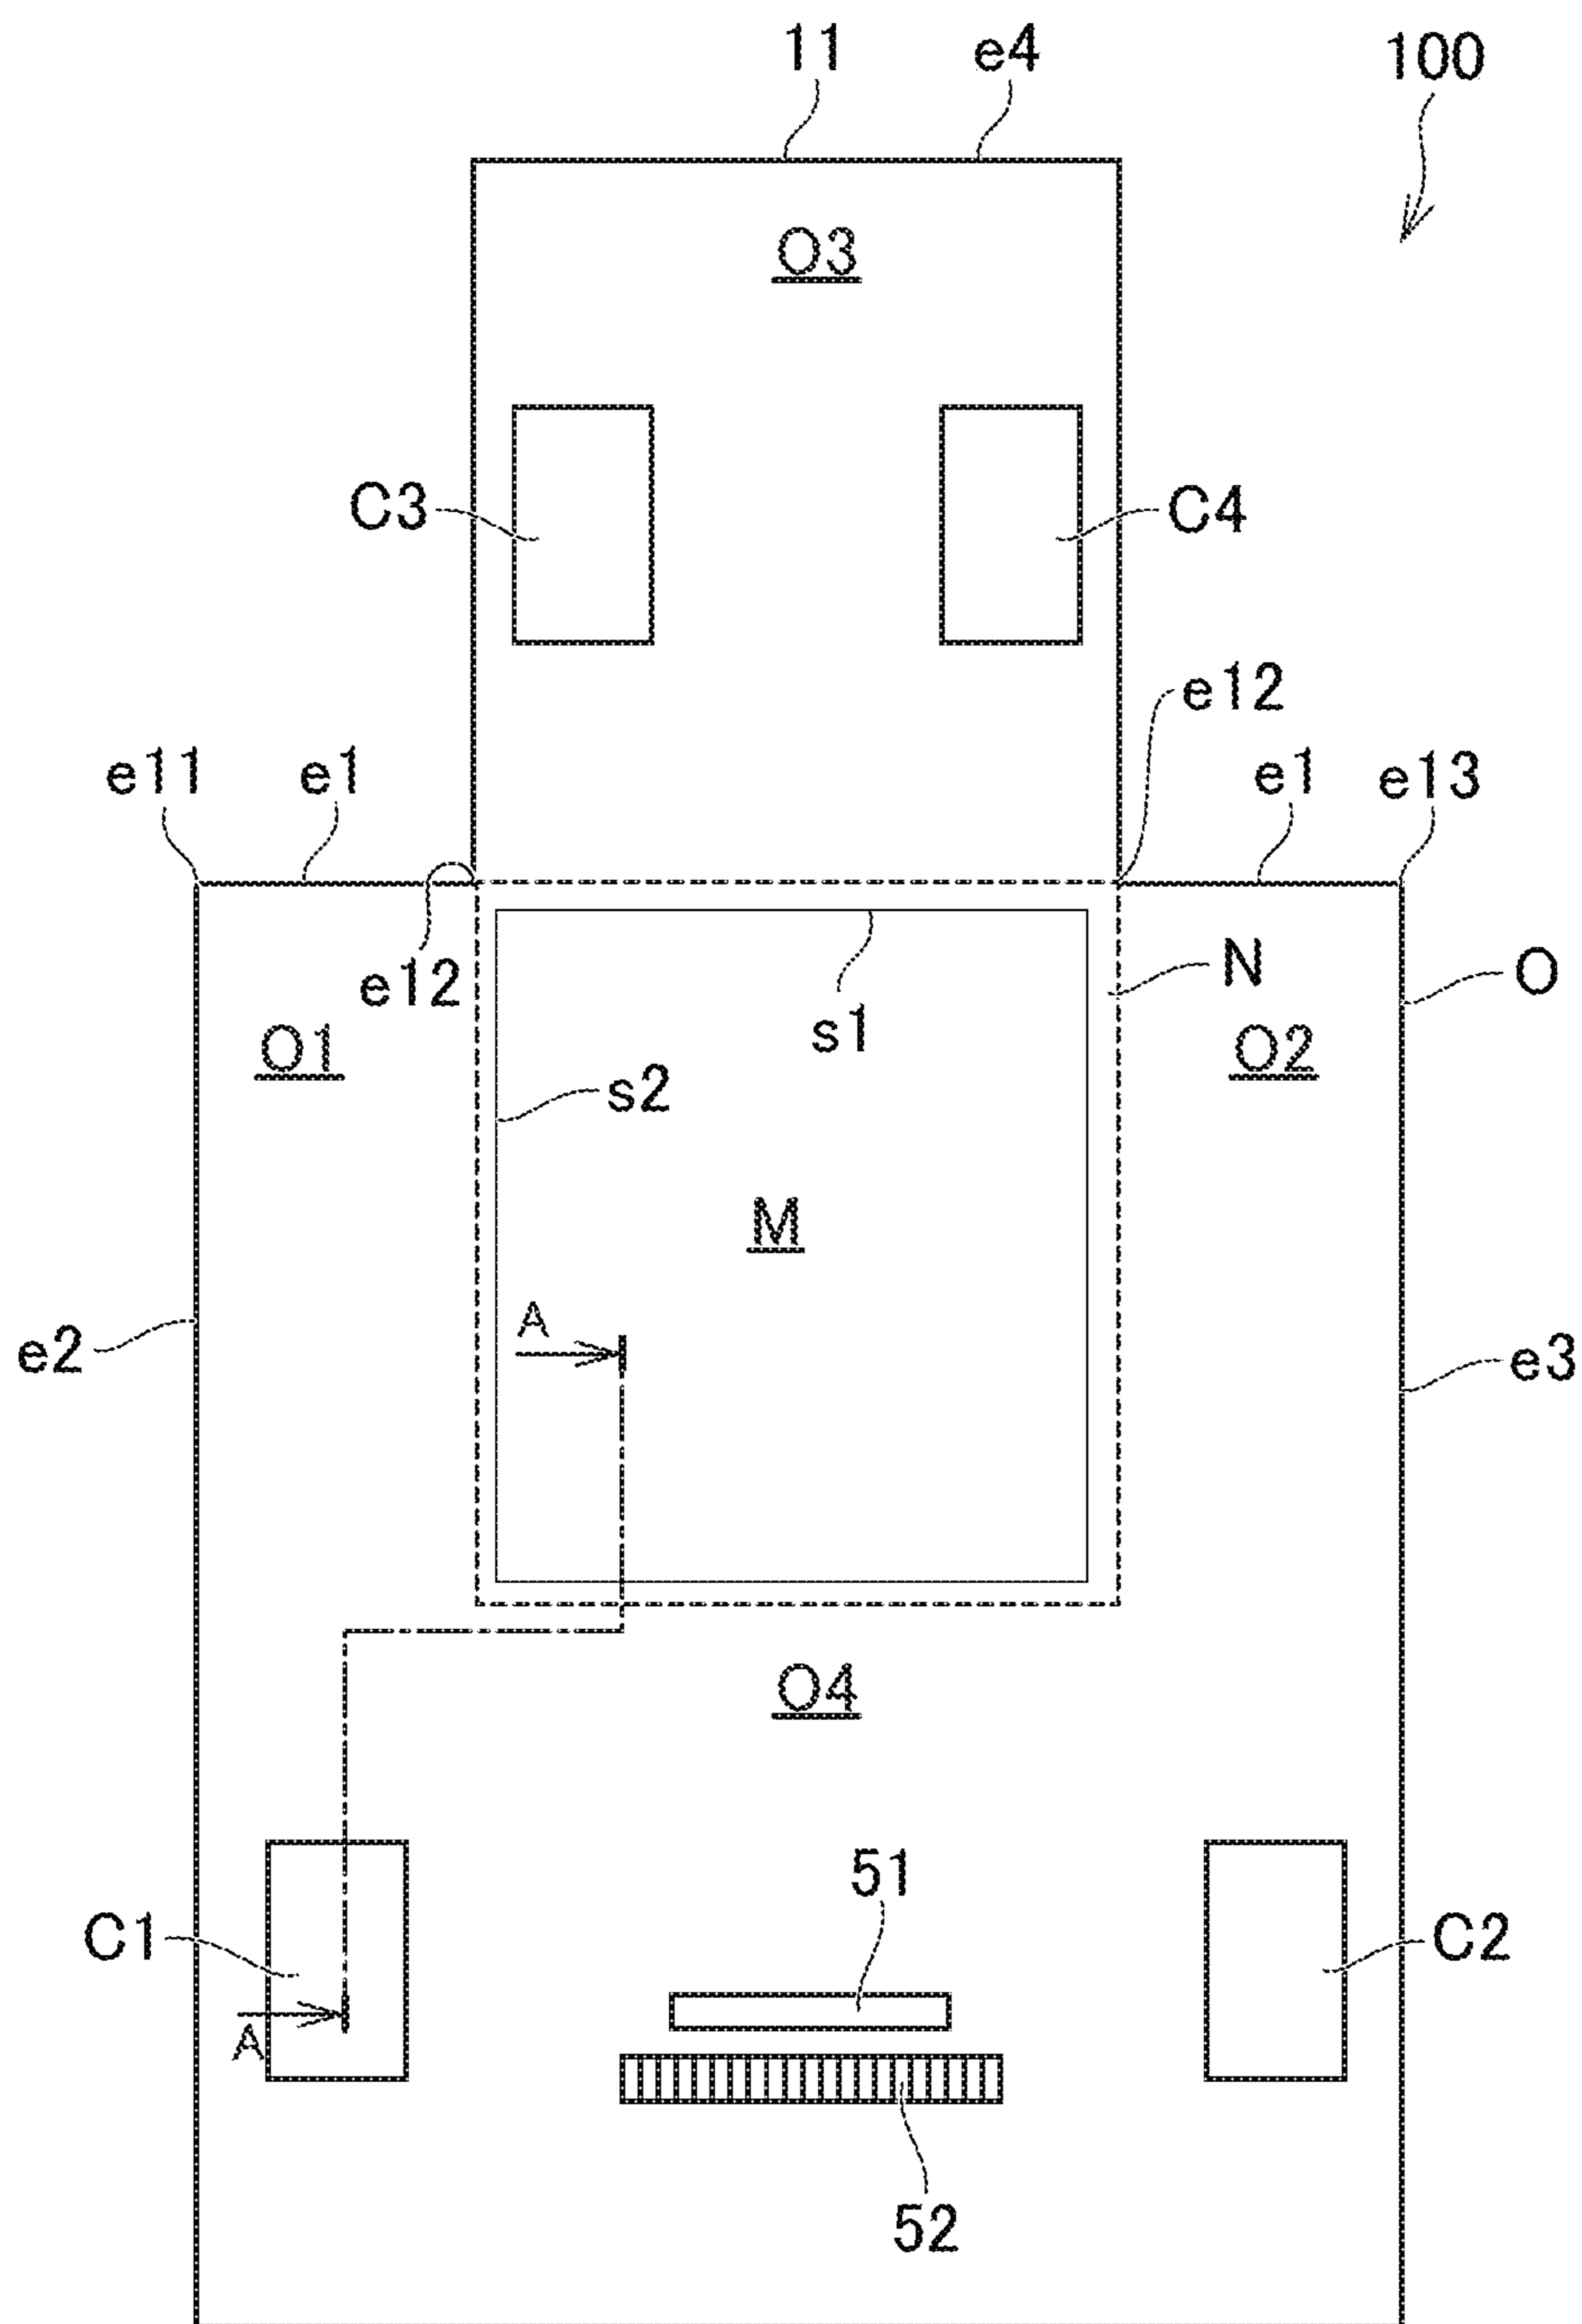 11 e4 100
O3
C3 C4
e12
e11 e1 e1 e13
e12 s1 N O
O1 O2
s2
M
A
e2 e3
O4
51
C1 C2
A
52